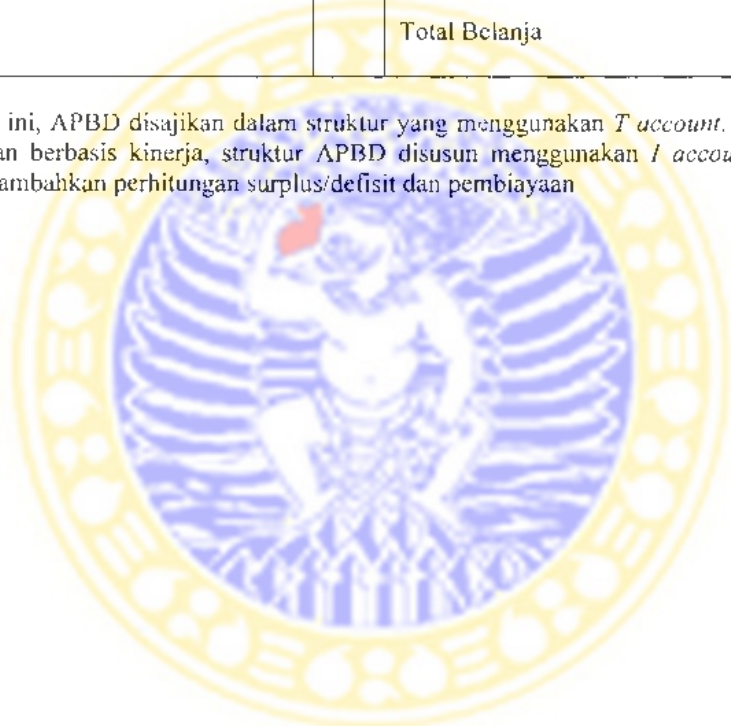 Total Belanja
ini, APBD disajikan dalam struktur yang menggunakan T account.
an berbasis kinerja, struktur APBD disusun menggunakan I accou
ambahkan perhitungan surplus/defisit dan pembiayaan